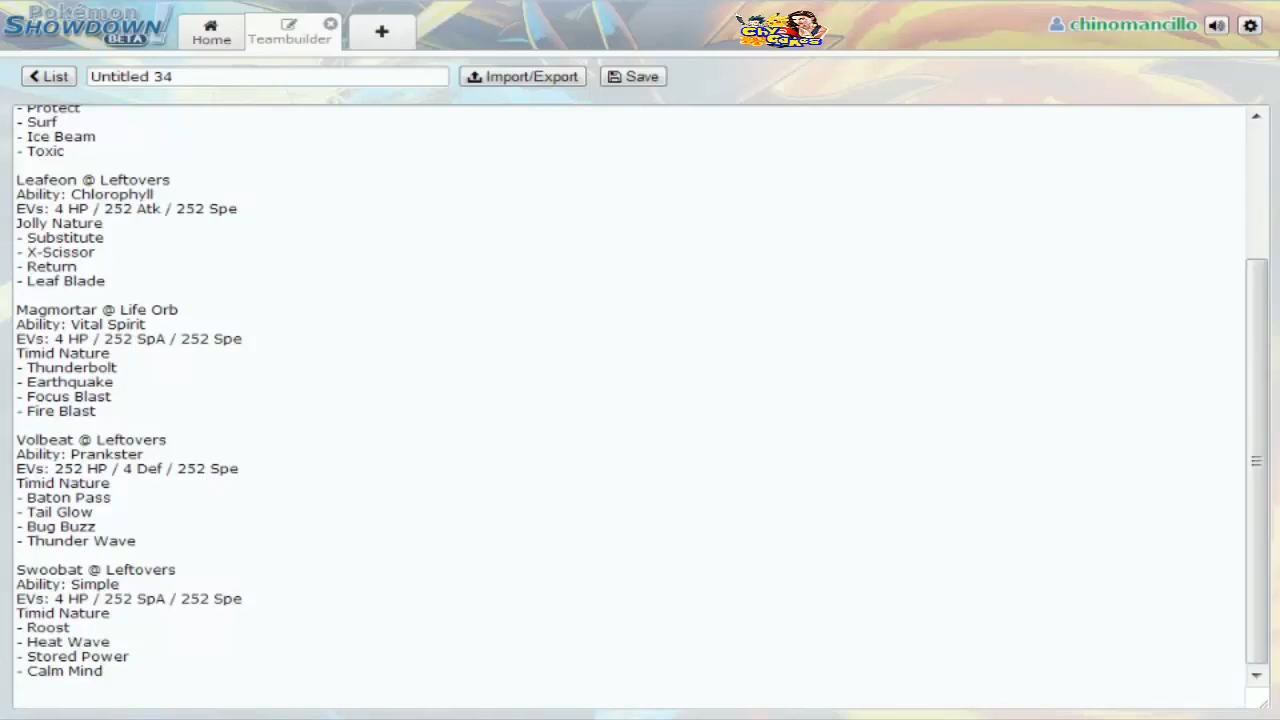 Pokémon
SHOWDOWN!
BETA
Home
Teambuilder
+
Chys
Games
chinomancillo
List
Untitled 34
Import/Export
Save
- Protect
- Surf
- Ice Beam
- Toxic
Leafeon @ Leftovers
Ability: Chlorophyll
EVs: 4 HP / 252 Atk / 252 Spe
Jolly Nature
- Substitute
- X-Scissor
- Return
- Leaf Blade
Magmortar @ Life Orb
Ability: Vital Spirit
EVs: 4 HP / 252 SpA / 252 Spe
Timid Nature
- Thunderbolt
- Earthquake
- Focus Blast
- Fire Blast
Volbeat @ Leftovers
Ability: Prankster
EVs: 252 HP / 4 Def / 252 Spe
Timid Nature
- Baton Pass
- Tail Glow
- Bug Buzz
- Thunder Wave
Swoobat @ Leftovers
Ability: Simple
EVs: 4 HP / 252 SpA / 252 Spe
Timid Nature
- Roost
- Heat Wave
- Stored Power
- Calm Mind